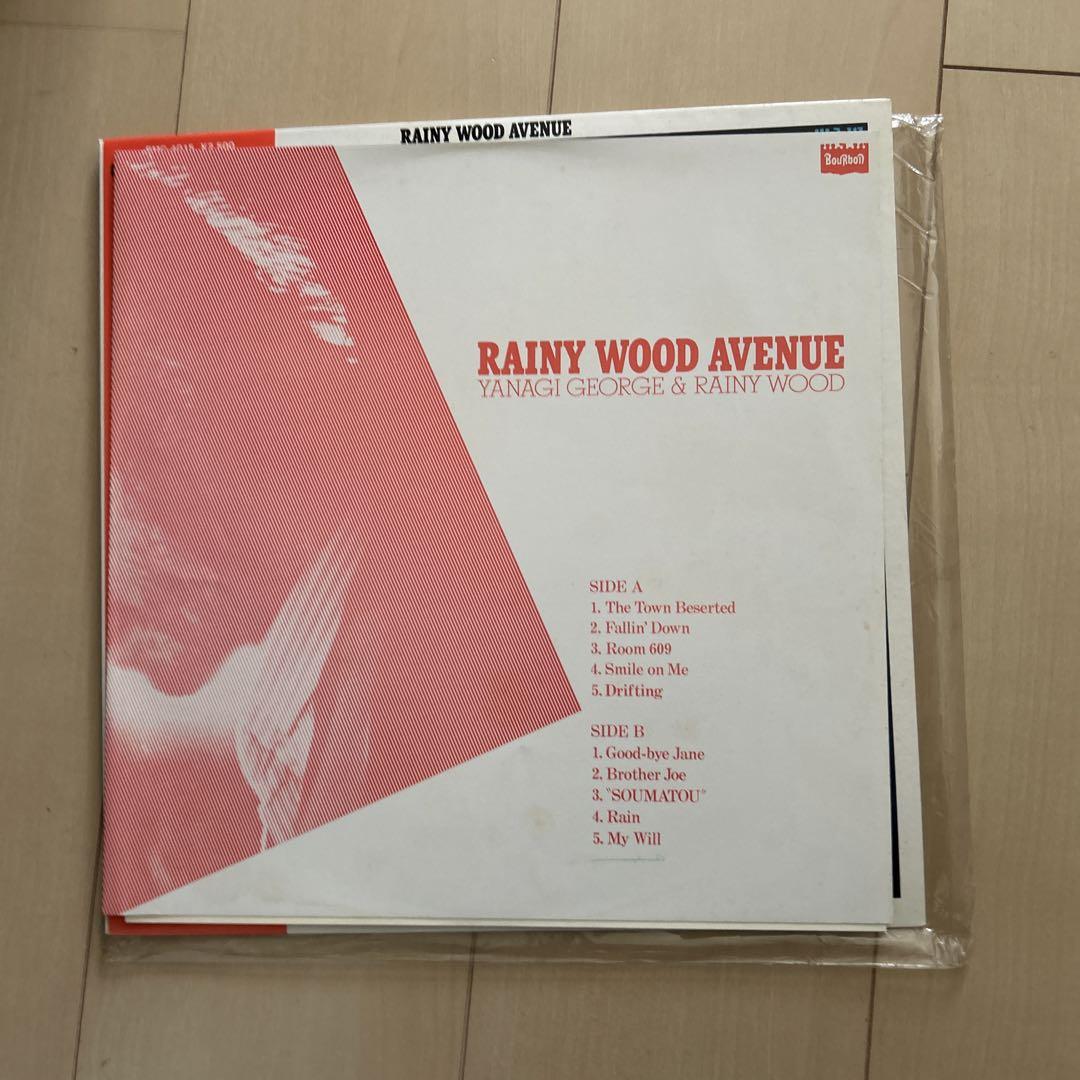 RAINY WOOD AVENUE
¥2,500
BouRboN
RAINY WOOD AVENUE
YANAGI GEORGE & RAINY WOOD
SIDE A
1. The Town Beserted
2. Fallin' Down
3. Room 609
4. Smile on Me
5. Drifting
SIDE B
1. Good-bye Jane
2. Brother Joe
3. "SOUMATOU"
4. Rain
5. My Will